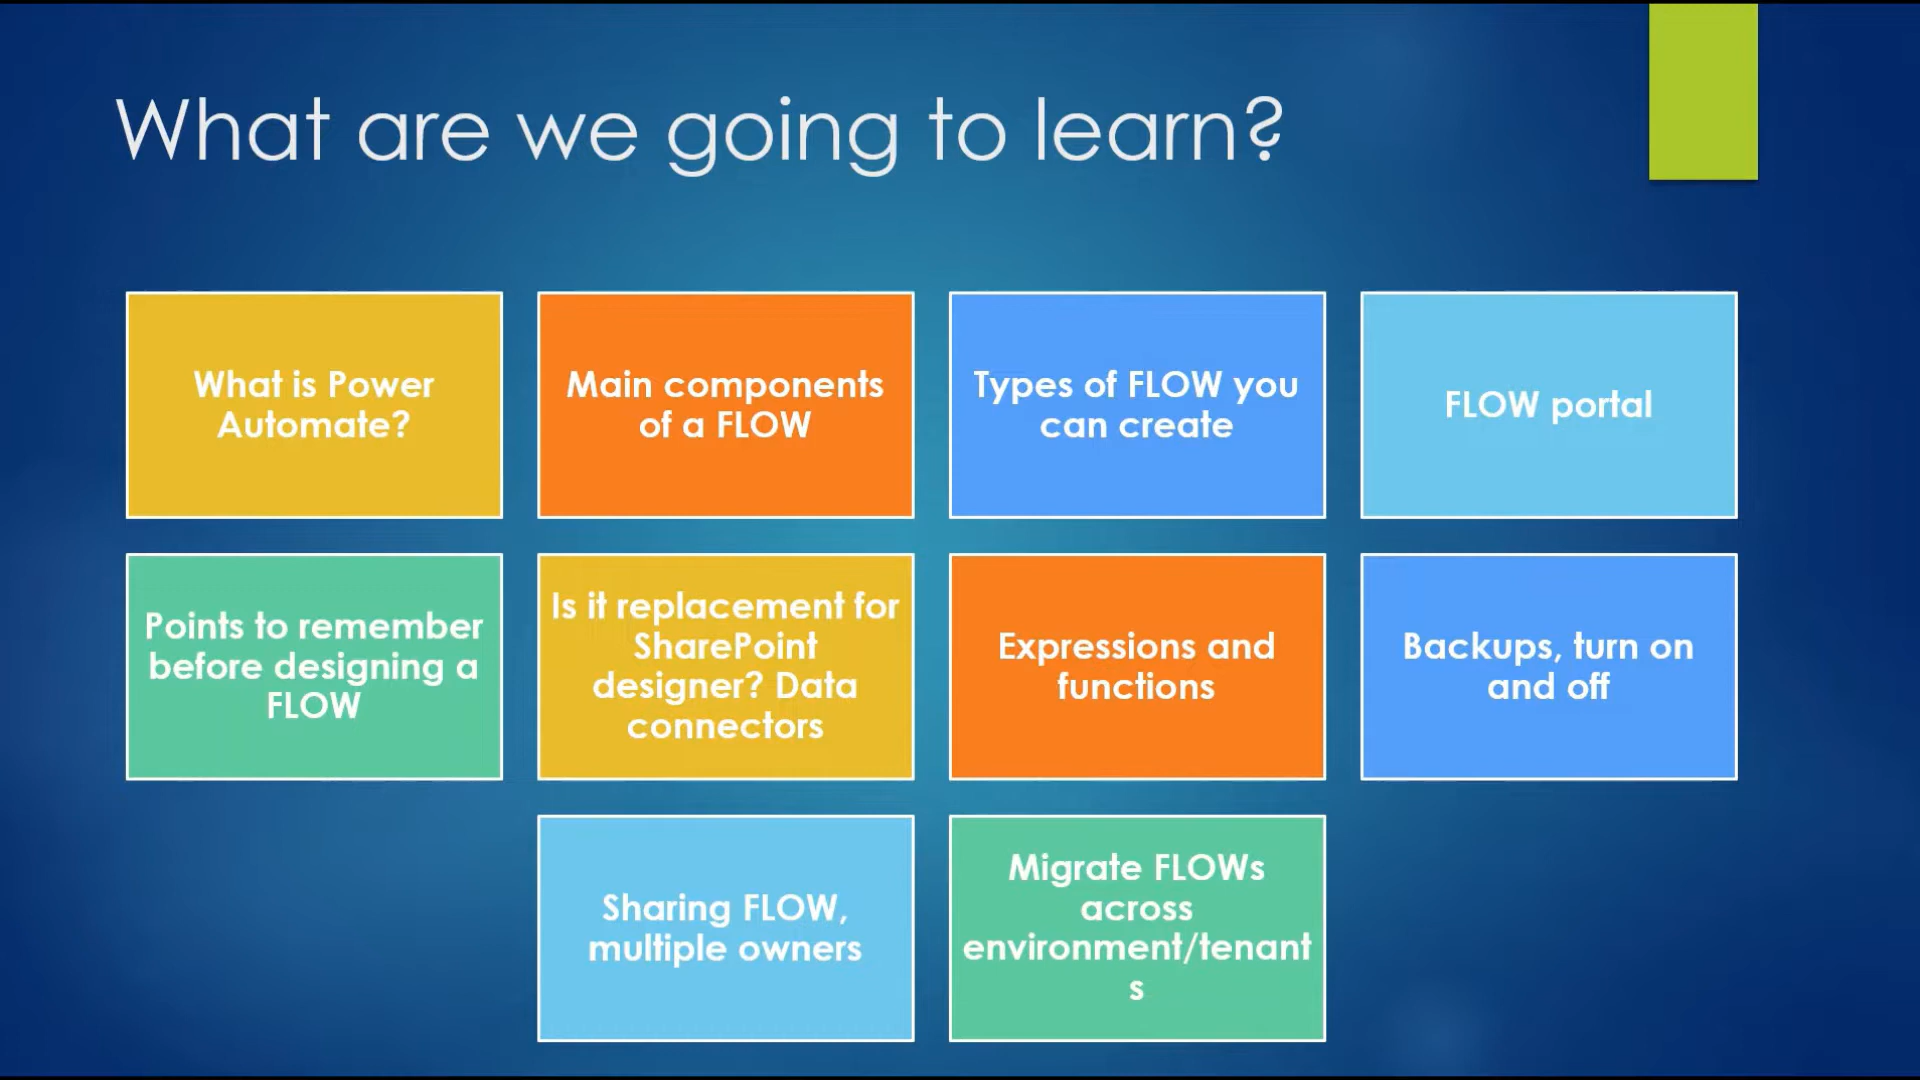 What are we going to learn?
What is Power
Automate?
Main components
of a FLOW
Types of FLOW you
can create
FLOW portal
Points to remember
before designing a
FLOW
Is it replacement for
SharePoint
designer? Data
connectors
Expressions and
functions
Backups, turn on
and off
Sharing FLOW,
multiple owners
Migrate FLOWs
across
environment/tenant
s